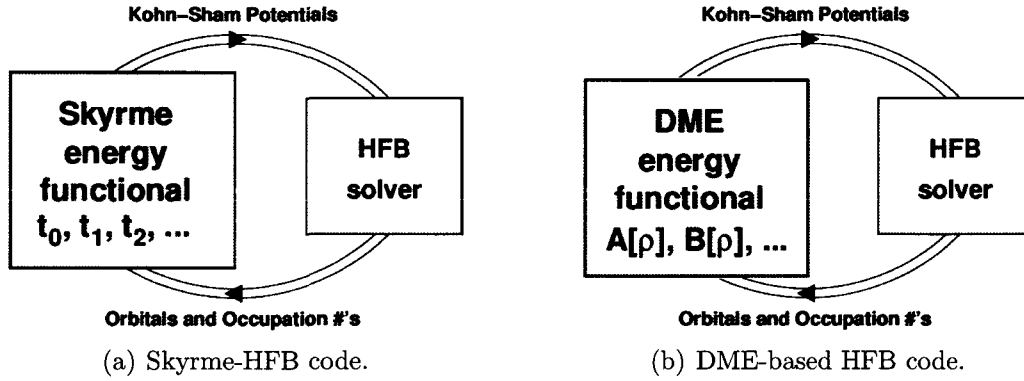 Kohn–Sham Potentials
Skyrme
energy
functional
t₀, t₁, t₂, ...
HFB
solver
Orbitals and Occupation #'s
(a) Skyrme-HFB code.
Kohn–Sham Potentials
DME
energy
functional
A[ρ], B[ρ], ...
HFB
solver
Orbitals and Occupation #'s
(b) DME-based HFB code.